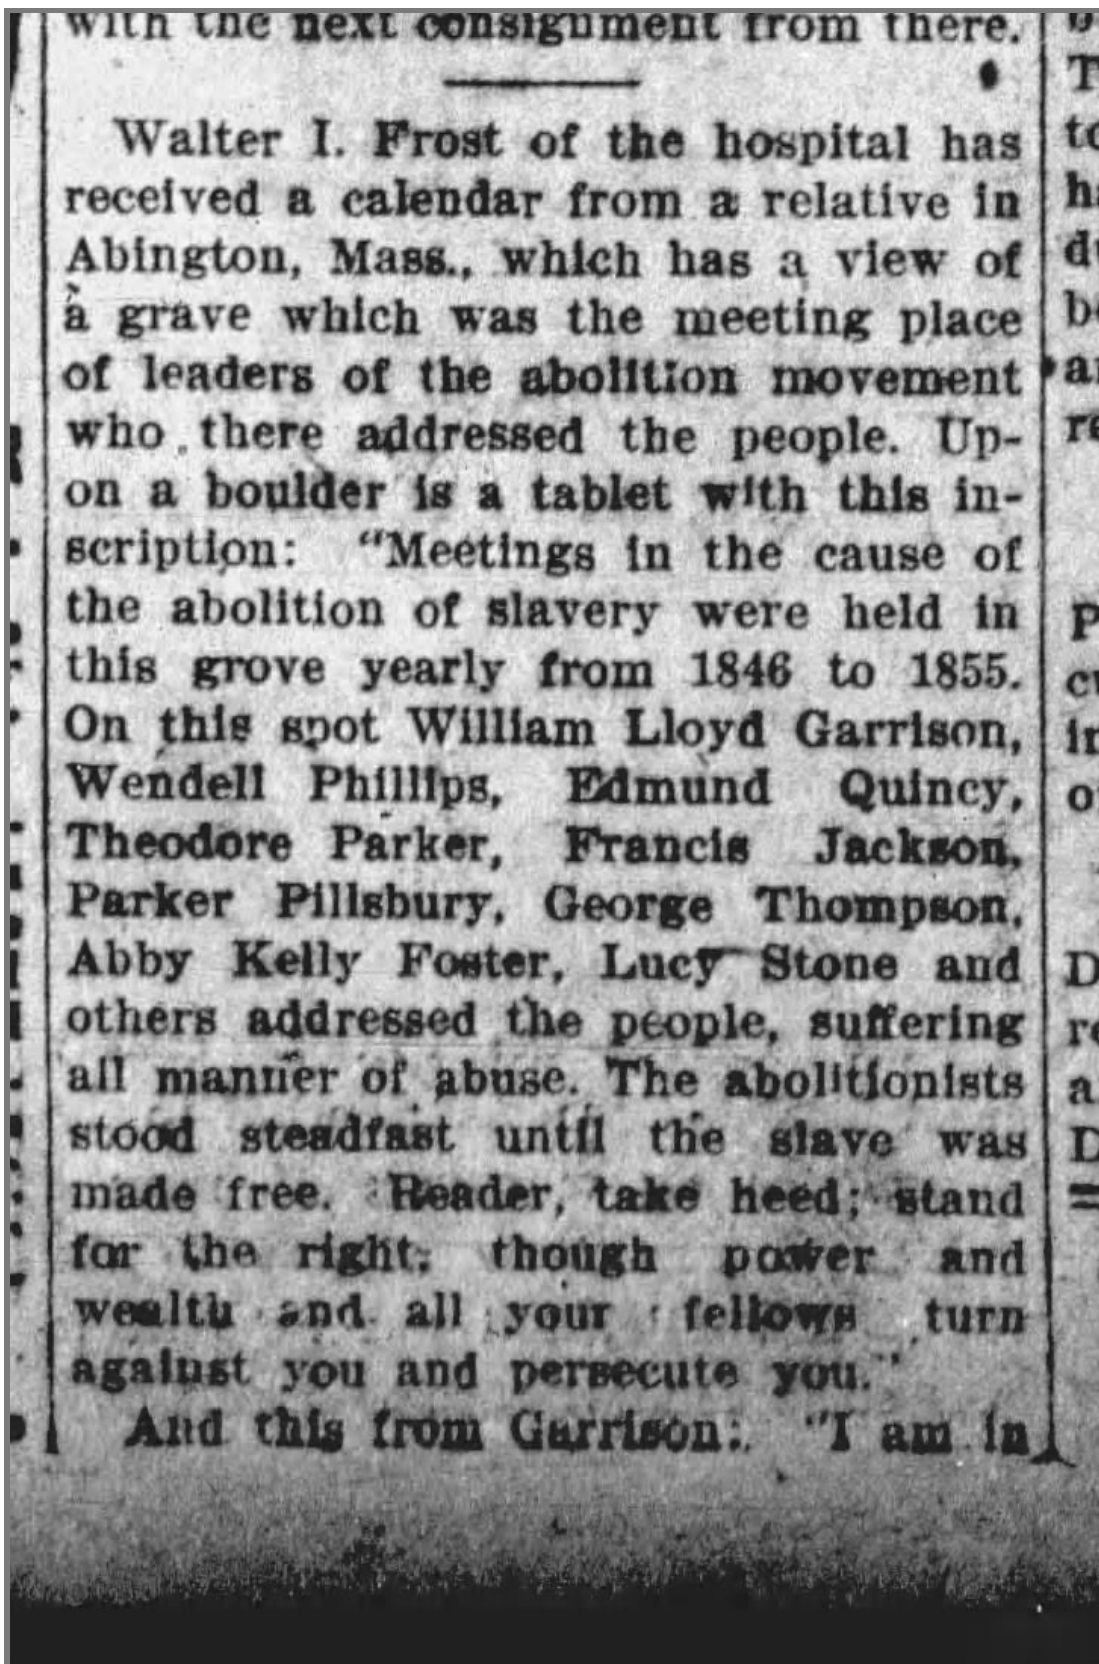 with the next consignment from there.
Walter I. Frost of the hospital has
received a calendar from a relative in
Abington, Mass., which has a view of
a grave which was the meeting place
of leaders of the abolition movement
who there addressed the people. Up-
on a boulder is a tablet with this in-
scription: "Meetings in the cause of
the abolition of slavery were held in
this grove yearly from 1846 to 1855.
On this spot William Lloyd Garrison,
Wendell Phillips, Edmund Quincy,
Theodore Parker, Francis Jackson,
Parker Pillsbury, George Thompson,
Abby Kelly Foster, Lucy Stone and
others addressed the people, suffering
all manner of abuse. The abolitionists
stood steadfast until the slave was
made free. Reader, take heed; stand
for the right; though power and
wealth and all your fellows turn
against you and persecute you."
And this from Garrison: "I am in